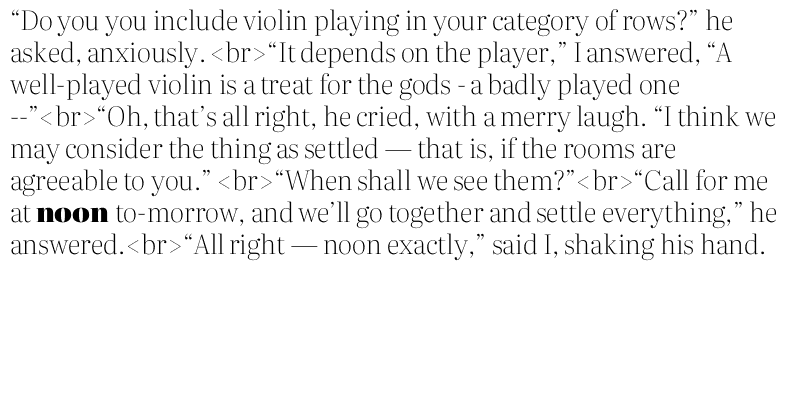 “Do you you include violin playing in your category of rows?” he
asked, anxiously. <br>“It depends on the player,” I answered, “A
well-played violin is a treat for the gods - a badly played one
--”<br>“Oh, that’s all right, he cried, with a merry laugh. “I think we
may consider the thing as settled — that is, if the rooms are
agreeable to you.” <br>“When shall we see them?”<br>“Call for me
at noon to-morrow, and we’ll go together and settle everything,” he
answered.<br>“All right — noon exactly,” said I, shaking his hand.